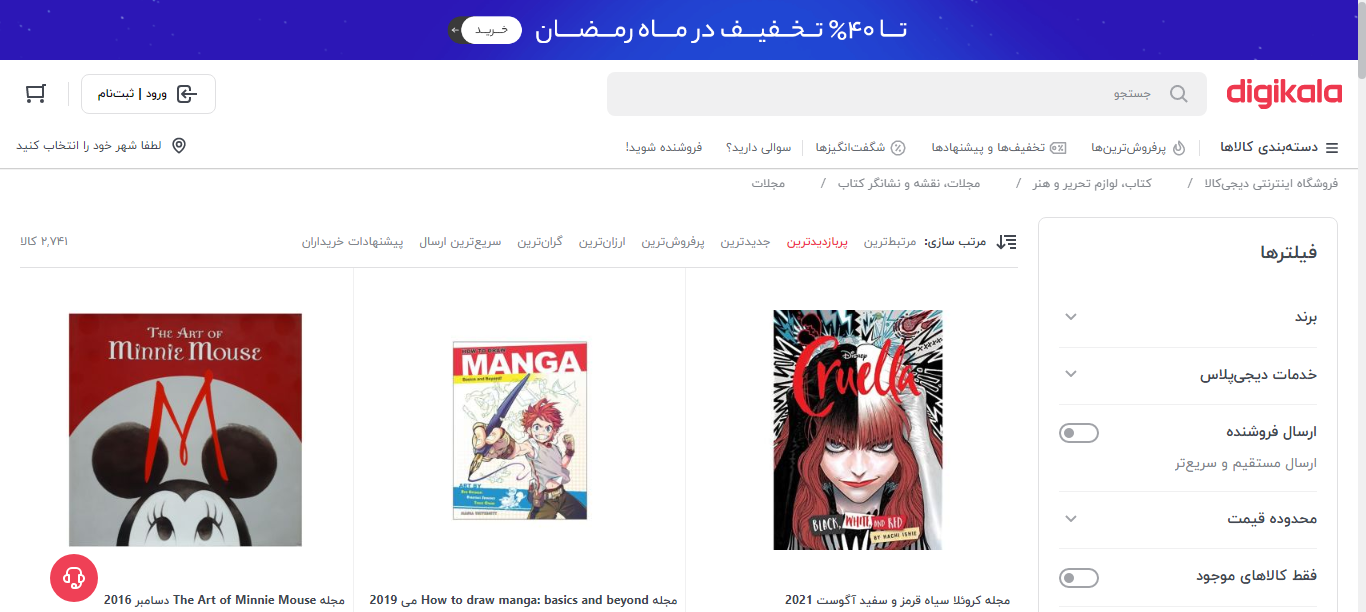 تا ۴۰% تخفیف در ماه رمضان
خرید
digikala
جستجو
ورود | ثبت‌نام
دسته‌بندی کالاها
پرفروش‌ترین‌ها
تخفیف‌ها و پیشنهادها
شگفت‌انگیزها
سوالی دارید؟
فروشنده شوید!
لطفا شهر خود را انتخاب کنید
فروشگاه اینترنتی دیجی‌کالا / کتاب، لوازم تحریر و هنر / مجلات، نقشه و نشانگر کتاب / مجلات
فیلترها
برند
خدمات دیجی‌پلاس
ارسال فروشنده
ارسال مستقیم و سریع‌تر
محدوده قیمت
فقط کالاهای موجود
مرتب سازی: مرتبط‌ترین پربازدیدترین جدیدترین پرفروش‌ترین ارزان‌ترین گران‌ترین سریع‌ترین ارسال پیشنهادات خریداران
۲,۷۴۱ کالا
Disney
Cruella
BLACK, WHITE AND RED
BY HACHI ISHIE
مجله کروئلا سیاه قرمز و سفید آگوست 2021
HOW TO DRAW
MANGA
Basics and Beyond!
ART BY
مجله How to draw manga: basics and beyond می 2019
THE ART OF
MINNIE MOUSE
مجله The Art of Minnie Mouse دسامبر 2016